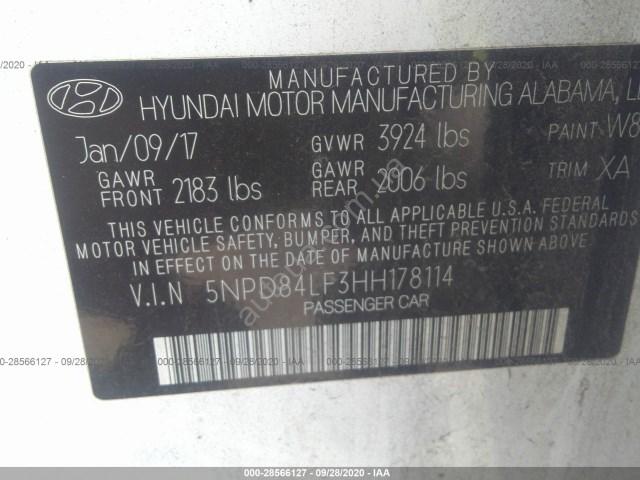 MANUFACTURED BY
HYUNDAI MOTOR MANUFACTURING ALABAMA, LL
Jan/09/17 GVWR 3924 lbs PAINT W8
GAWR FRONT 2183 lbs GAWR REAR 2006 lbs TRIM XA
THIS VEHICLE CONFORMS TO ALL APPLICABLE U.S.A. FEDERAL
MOTOR VEHICLE SAFETY, BUMPER, AND THEFT PREVENTION STANDARDS
IN EFFECT ON THE DATE OF MANUFACTURE SHOWN ABOVE.
V.I.N 5NPD84LF3HH178114
PASSENGER CAR
000-28566127 - 09/28/2020 - IAA